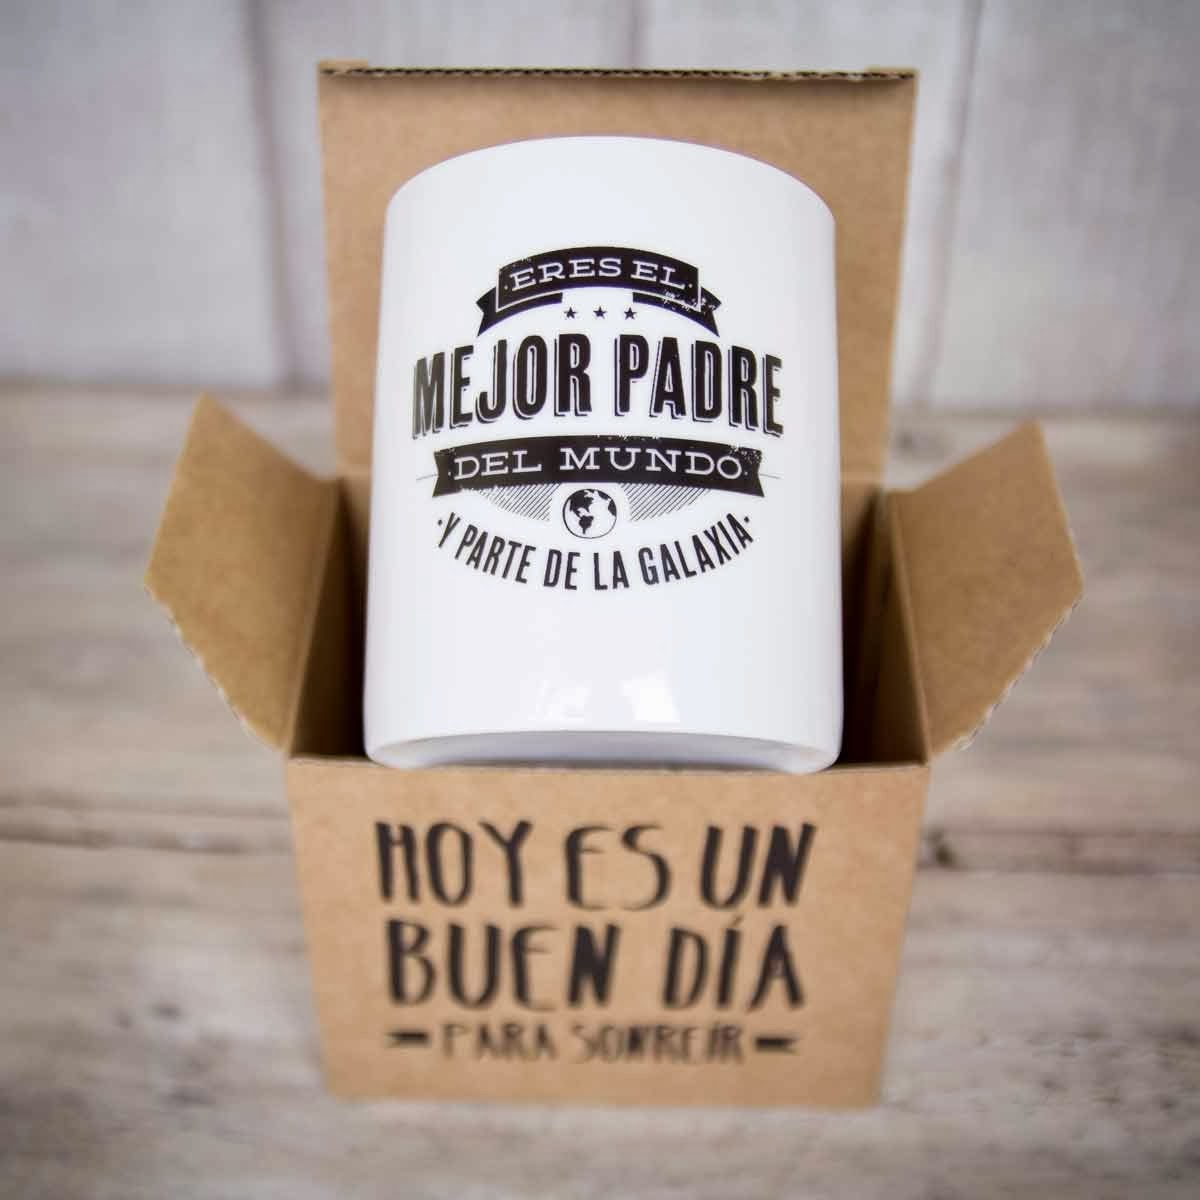 ·ERES EL·
MEJOR PADRE
·DEL MUNDO·
·Y PARTE DE LA GALAXIA·
HOY ES UN
BUEN DÍA
PARA SONREÍR